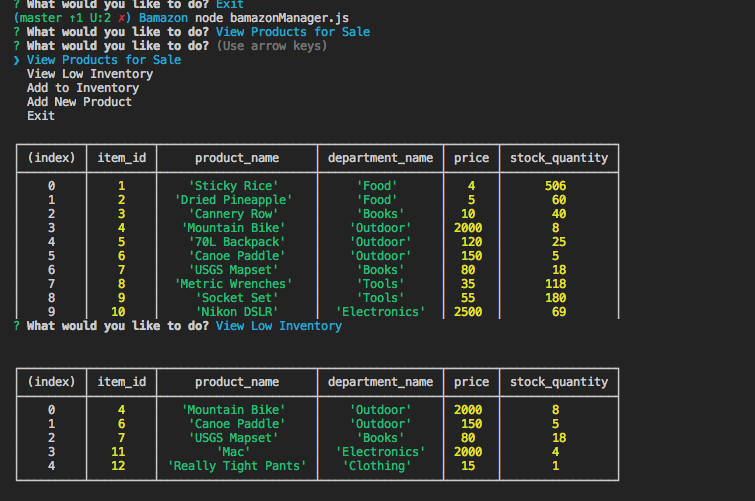 ? What would you like to do? Exit
(master ↑1 U:2 ✗) Bamazon node bamazonManager.js
? What would you like to do? View Products for Sale
? What would you like to do? (Use arrow keys)
❯ View Products for Sale
View Low Inventory
Add to Inventory
Add New Product
Exit
(index) item_id product_name department_name price stock_quantity
0 1 'Sticky Rice' 'Food' 4 506
1 2 'Dried Pineapple' 'Food' 5 60
2 3 'Cannery Row' 'Books' 10 40
3 4 'Mountain Bike' 'Outdoor' 2000 8
4 5 '70L Backpack' 'Outdoor' 120 25
5 6 'Canoe Paddle' 'Outdoor' 150 5
6 7 'USGS Mapset' 'Books' 80 18
7 8 'Metric Wrenches' 'Tools' 35 118
8 9 'Socket Set' 'Tools' 55 180
9 10 'Nikon DSLR' 'Electronics' 2500 69
? What would you like to do? View Low Inventory
(index) item_id product_name department_name price stock_quantity
0 4 'Mountain Bike' 'Outdoor' 2000 8
1 6 'Canoe Paddle' 'Outdoor' 150 5
2 7 'USGS Mapset' 'Books' 80 18
3 11 'Mac' 'Electronics' 2000 4
4 12 'Really Tight Pants' 'Clothing' 15 1